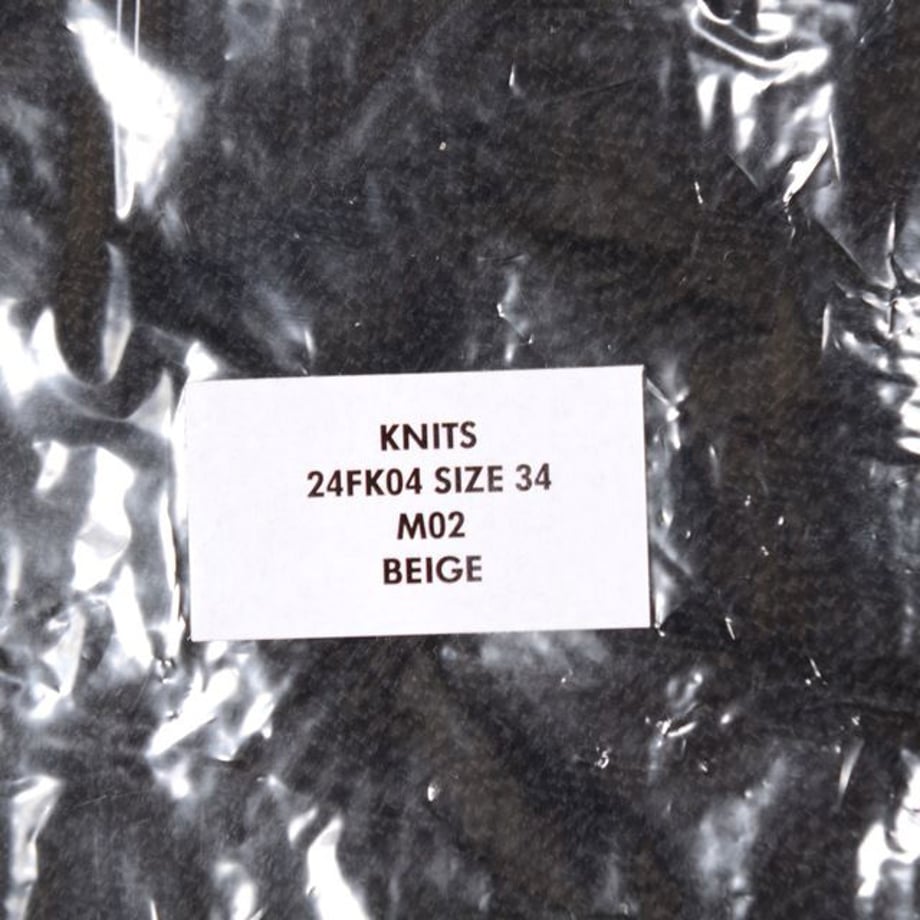 KNITS
24FK04 SIZE 34
M02
BEIGE